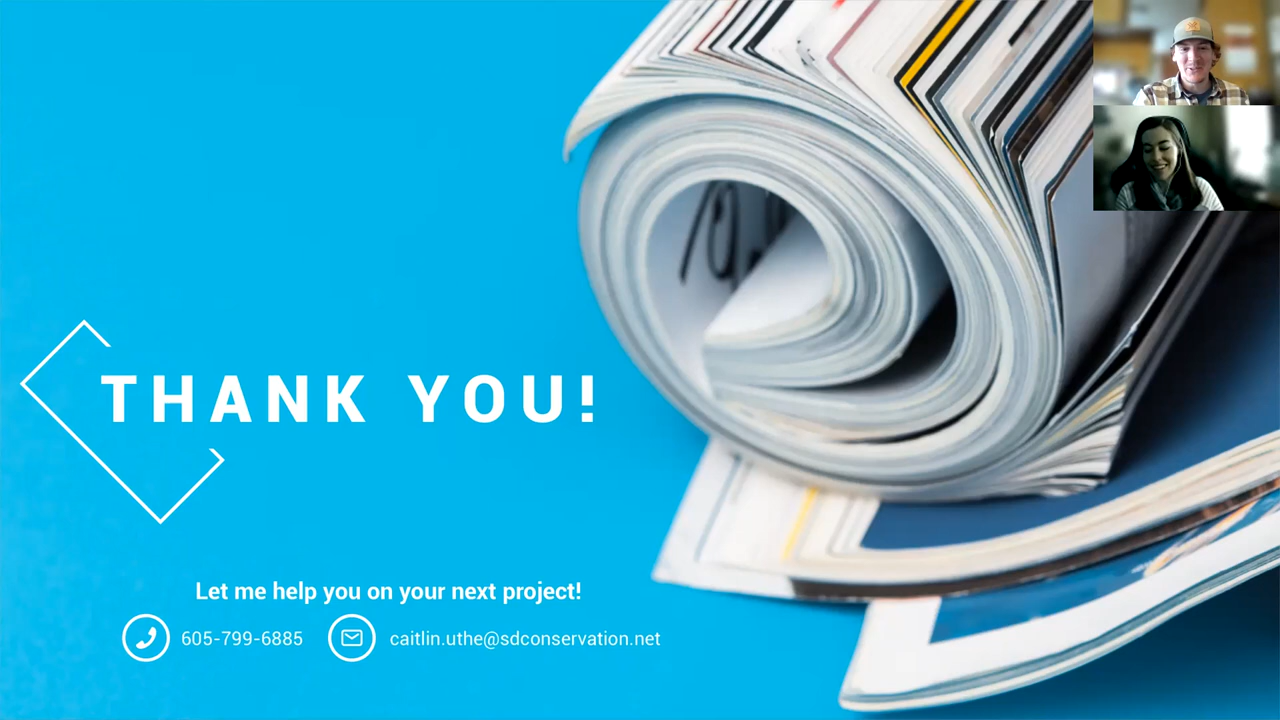 THANK YOU!
Let me help you on your next project!
605-799-6885
caitlin.uthe@sdconservation.net